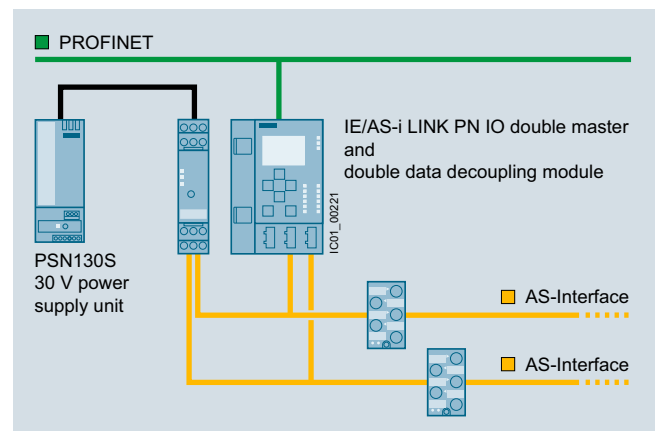 PROFINET
IE/AS-i LINK PN IO double master
and
double data decoupling module
IC01_00221
PSN130S
30 V power
supply unit
AS-Interface
AS-Interface